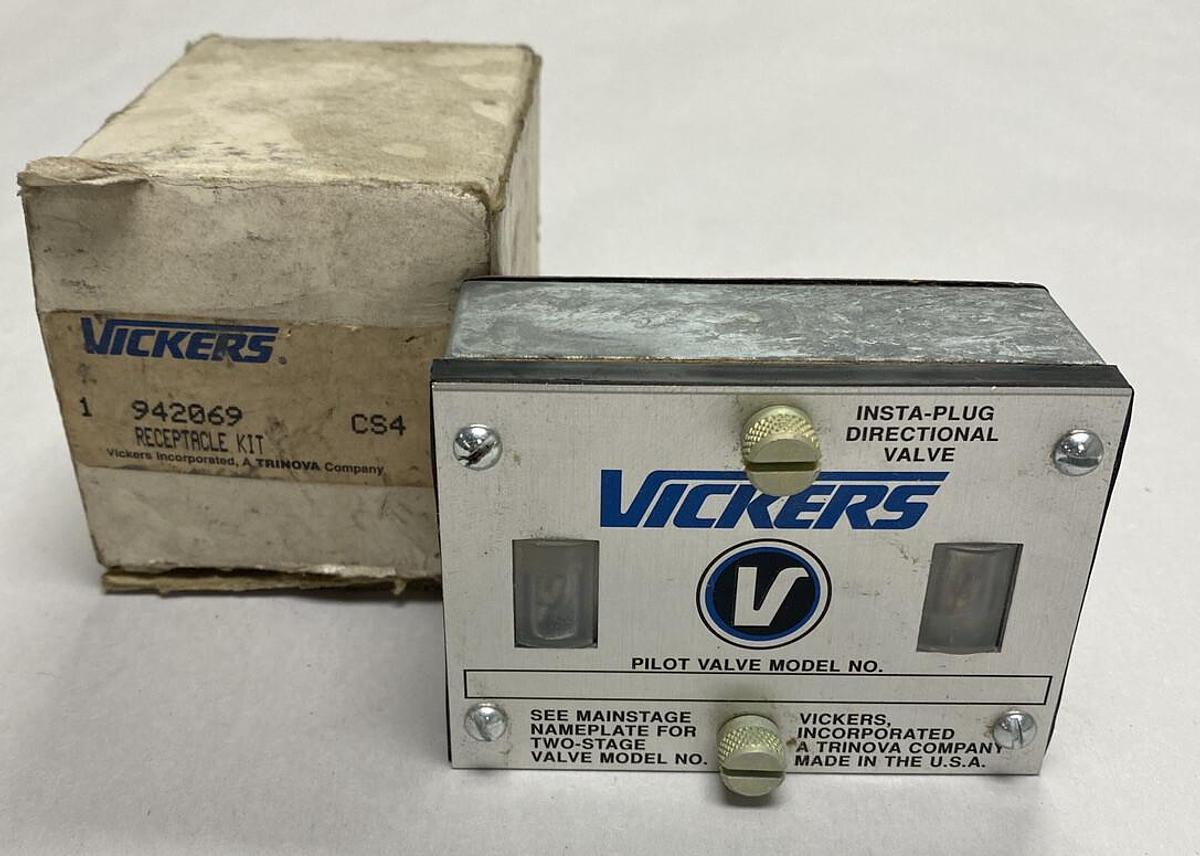 VICKERS®
1 942069 CS4
RECEPTACLE KIT
Vickers Incorporated, A TRINOVA Company
INSTA-PLUG
DIRECTIONAL
VALVE
VICKERS
V
PILOT VALVE MODEL NO.
SEE MAINSTAGE
NAMEPLATE FOR
TWO-STAGE
VALVE MODEL NO.
VICKERS,
INCORPORATED
A TRINOVA COMPANY
MADE IN THE U.S.A.